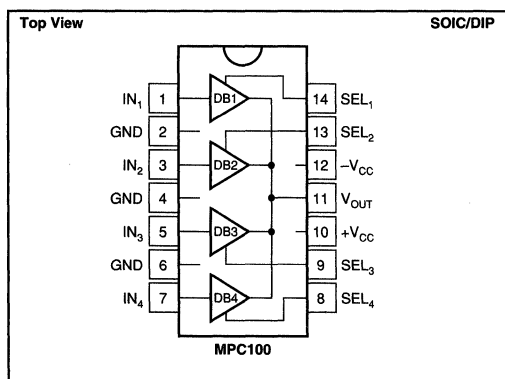 Top View SOIC/DIP
IN1 1 DB1 14 SEL1
GND 2 13 SEL2
IN2 3 DB2 12 –VCC
GND 4 11 VOUT
IN3 5 DB3 10 +VCC
GND 6 9 SEL3
IN4 7 DB4 8 SEL4
MPC100